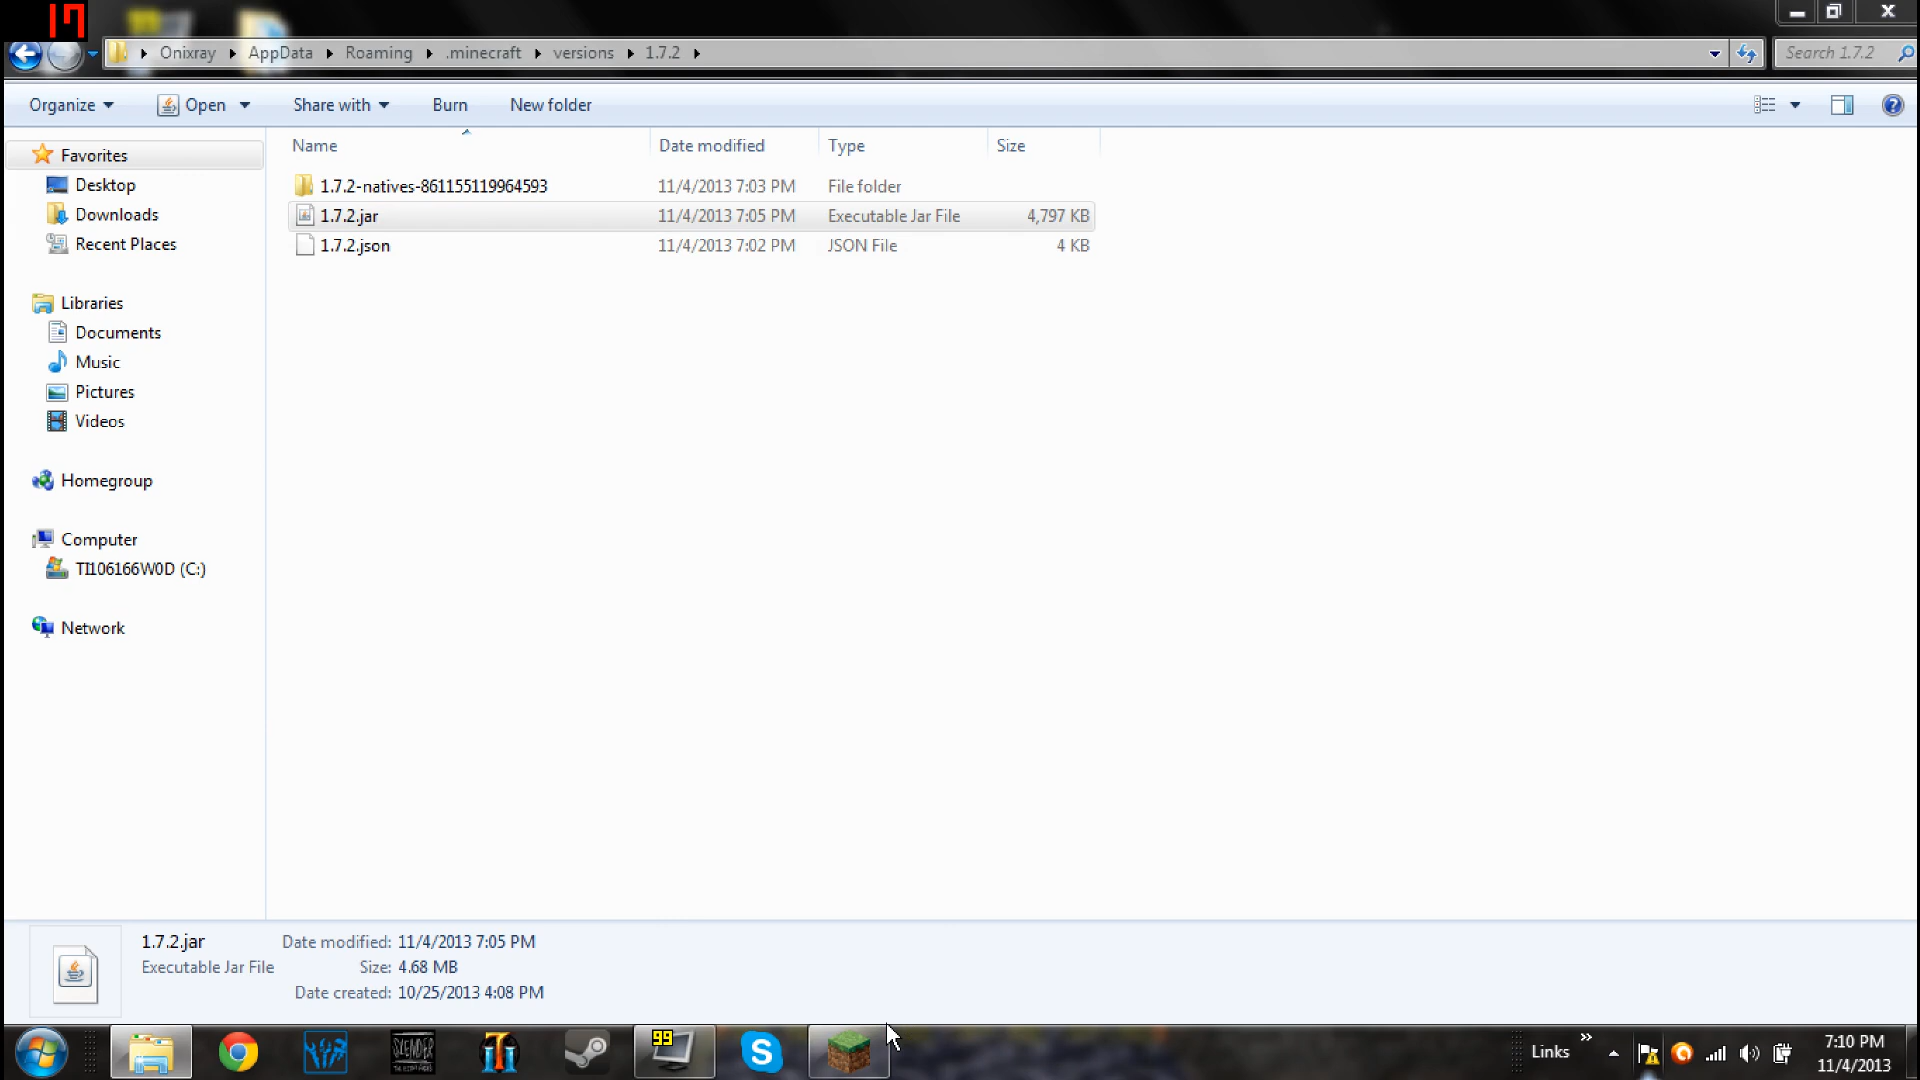 17
Onixray AppData Roaming .minecraft versions 1.7.2
Search 1.7.2
Organize Open Share with Burn New folder
Name Date modified Type Size
1.7.2-natives-861155119964593 11/4/2013 7:03 PM File folder
1.7.2.jar 11/4/2013 7:05 PM Executable Jar File 4,797 KB
1.7.2.json 11/4/2013 7:02 PM JSON File 4 KB
Favorites
Desktop
Downloads
Recent Places
Libraries
Documents
Music
Pictures
Videos
Homegroup
Computer
TI106166W0D (C:)
Network
1.7.2.jar Date modified: 11/4/2013 7:05 PM
Executable Jar File Size: 4.68 MB
Date created: 10/25/2013 4:08 PM
SLENDER
99
S
Links
7:10 PM
11/4/2013